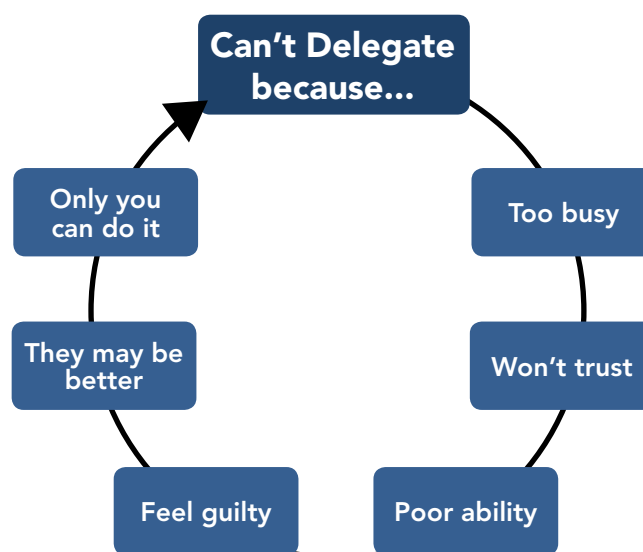 Can’t Delegate
because...
Too busy
Won’t trust
Poor ability
Feel guilty
They may be
better
Only you
can do it